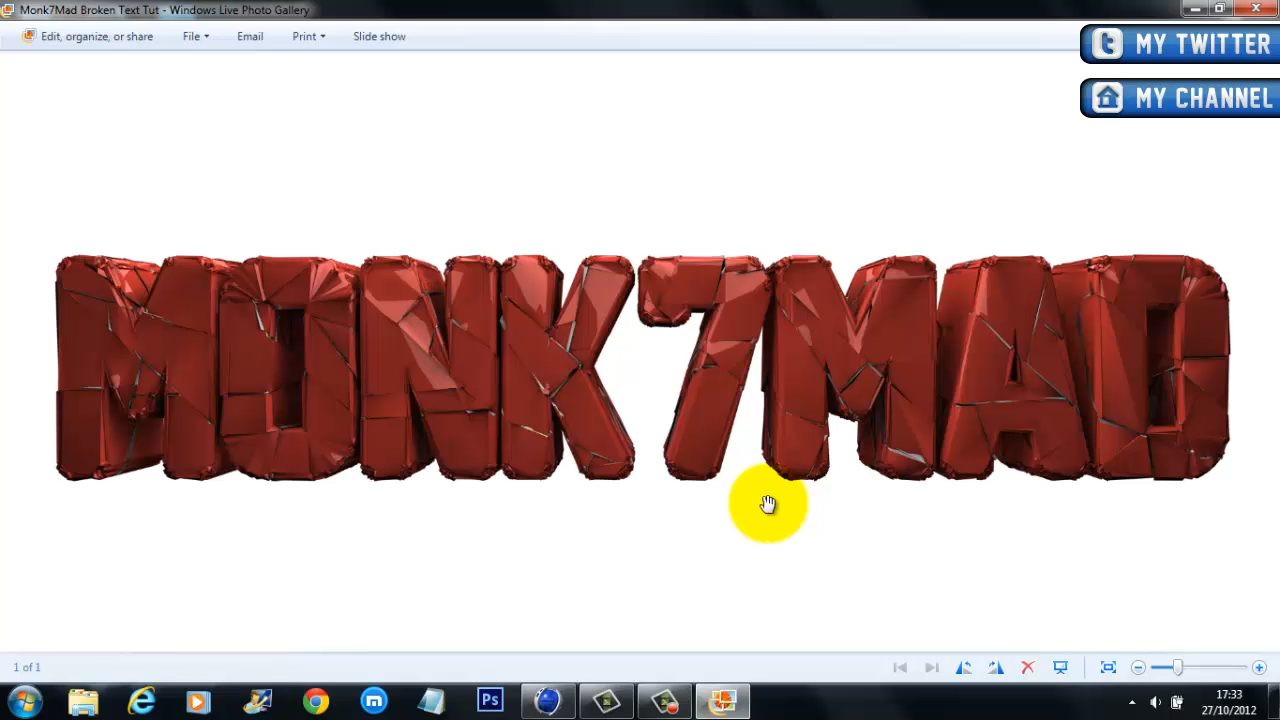 Monk7Mad Broken Text Tut - Windows Live Photo Gallery
Edit, organize, or share File Email Print Slide show
MY TWITTER
MY CHANNEL
MONK7MAD
1 of 1
Ps
17:33
27/10/2012